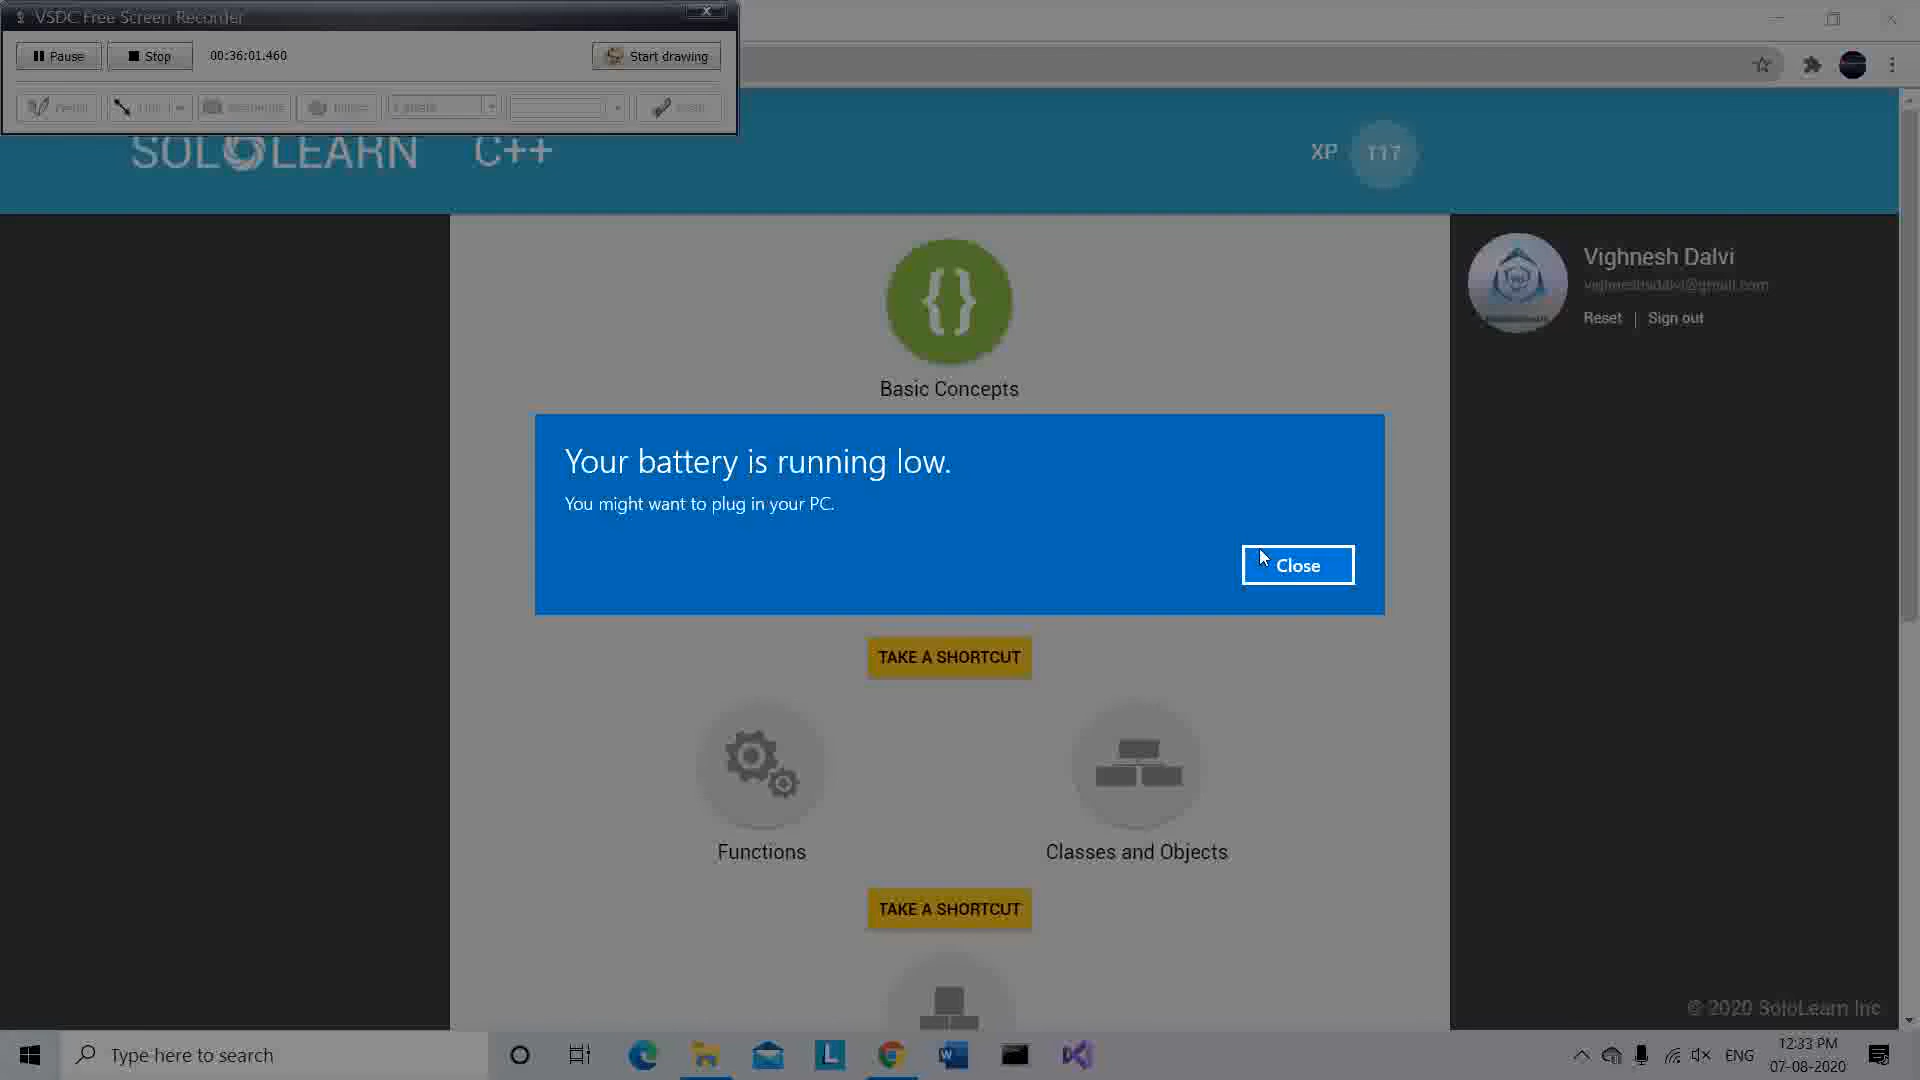 VSDC Free Screen Recorder
Pause
Stop
00:36:01.460
Start drawing
SOLOLEARN
C++
XP
117
Vighnesh Dalvi
Reset
Sign out
Basic Concepts
Your battery is running low.
You might want to plug in your PC.
Close
TAKE A SHORTCUT
Functions
Classes and Objects
TAKE A SHORTCUT
© 2020 SoloLearn Inc
Type here to search
ENG
12:33 PM
07-08-2020